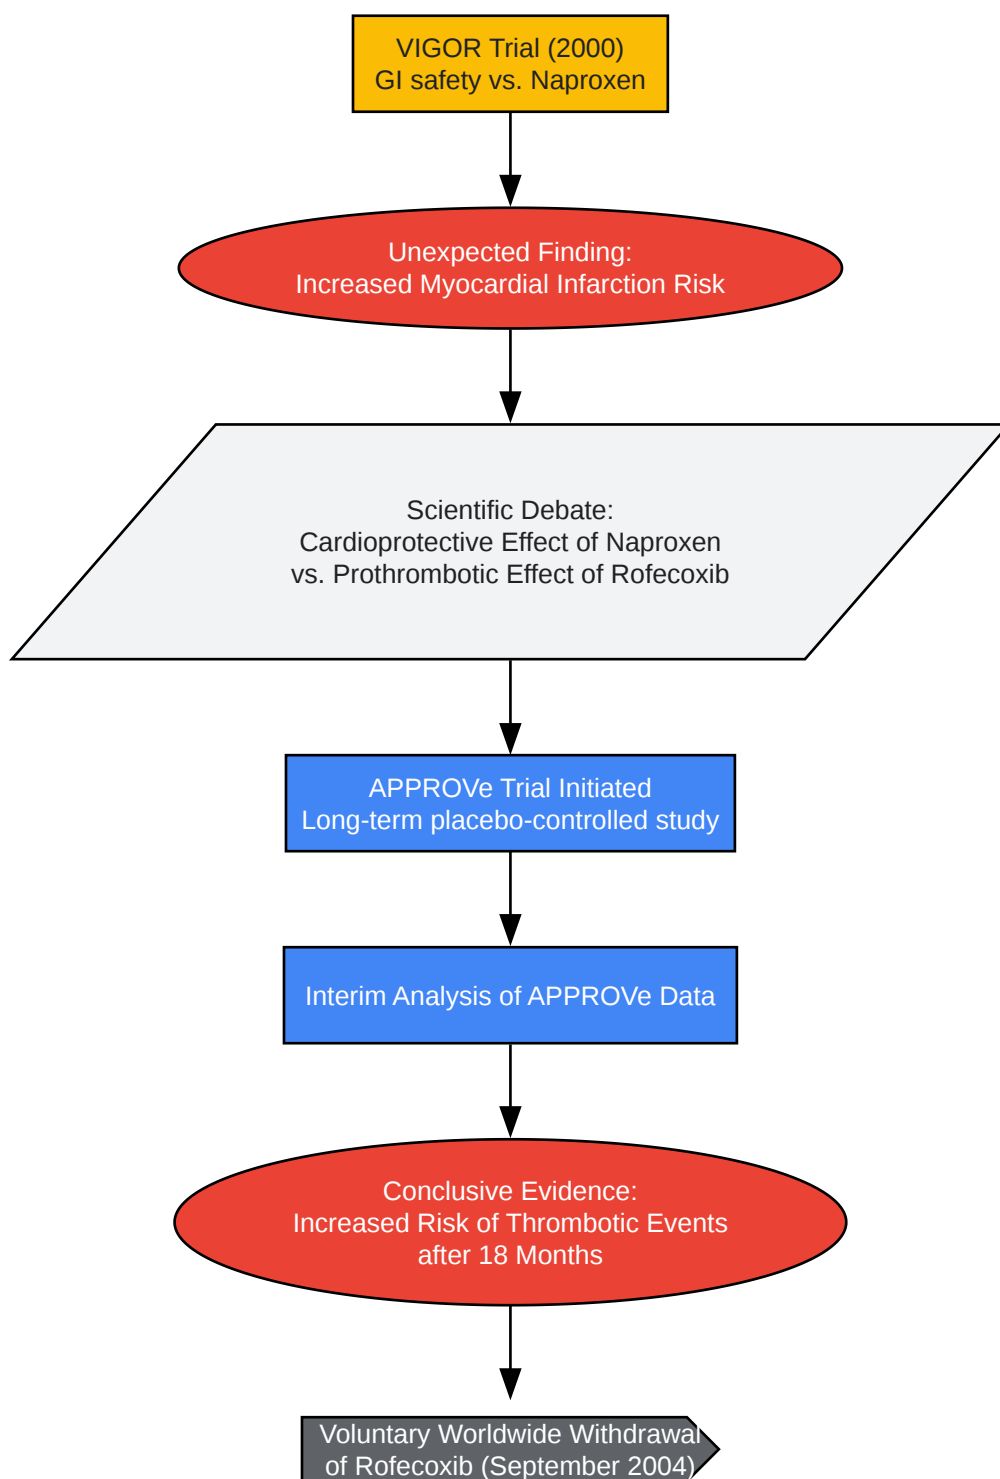 VIGOR Trial (2000)
GI safety vs. Naproxen
Unexpected Finding:
Increased Myocardial Infarction Risk
Scientific Debate:
Cardioprotective Effect of Naproxen
vs. Prothrombotic Effect of Rofecoxib
APPROVe Trial Initiated
Long-term placebo-controlled study
Interim Analysis of APPROVe Data
Conclusive Evidence:
Increased Risk of Thrombotic Events
after 18 Months
Voluntary Worldwide Withdrawal
of Rofecoxib (September 2004)